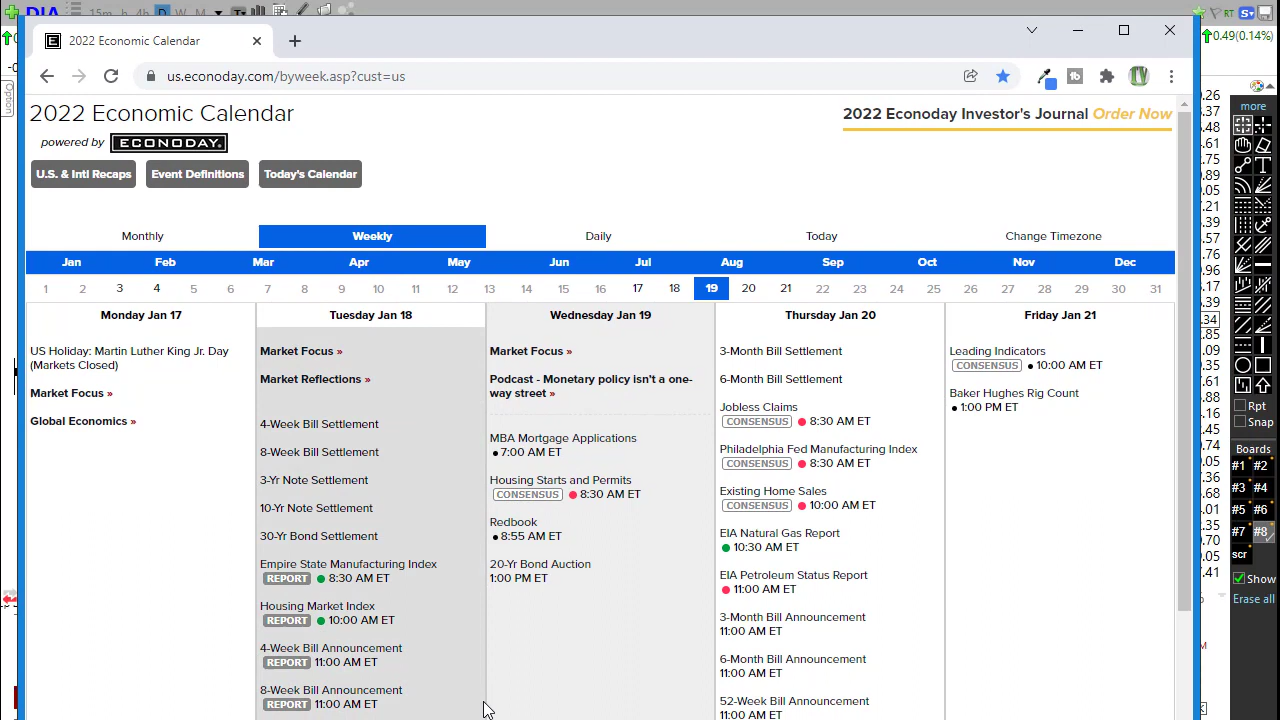 DIA 15m h 4h D W M
RT
0.49(0.14%)
2022 Economic Calendar
us.econoday.com/byweek.asp?cust=us
Option
2022 Economic Calendar
powered by ECONODAY.
2022 Econoday Investor's Journal Order Now
U.S. & Intl Recaps Event Definitions Today's Calendar
Monthly Weekly Daily Today Change Timezone
Jan Feb Mar Apr May Jun Jul Aug Sep Oct Nov Dec
1 2 3 4 5 6 7 8 9 10 11 12 13 14 15 16 17 18 19 20 21 22 23 24 25 26 27 28 29 30 31
Monday Jan 17
US Holiday: Martin Luther King Jr. Day
(Markets Closed)
Market Focus »
Global Economics »
Tuesday Jan 18
Market Focus »
Market Reflections »
4-Week Bill Settlement
8-Week Bill Settlement
3-Yr Note Settlement
10-Yr Note Settlement
30-Yr Bond Settlement
Empire State Manufacturing Index
REPORT 8:30 AM ET
Housing Market Index
REPORT 10:00 AM ET
4-Week Bill Announcement
REPORT 11:00 AM ET
8-Week Bill Announcement
REPORT 11:00 AM ET
Wednesday Jan 19
Market Focus »
Podcast - Monetary policy isn't a one-
way street »
MBA Mortgage Applications
7:00 AM ET
Housing Starts and Permits
CONSENSUS 8:30 AM ET
Redbook
8:55 AM ET
20-Yr Bond Auction
1:00 PM ET
Thursday Jan 20
3-Month Bill Settlement
6-Month Bill Settlement
Jobless Claims
CONSENSUS 8:30 AM ET
Philadelphia Fed Manufacturing Index
CONSENSUS 8:30 AM ET
Existing Home Sales
CONSENSUS 10:00 AM ET
EIA Natural Gas Report
10:30 AM ET
EIA Petroleum Status Report
11:00 AM ET
3-Month Bill Announcement
11:00 AM ET
6-Month Bill Announcement
11:00 AM ET
52-Week Bill Announcement
11:00 AM ET
Friday Jan 21
Leading Indicators
CONSENSUS 10:00 AM ET
Baker Hughes Rig Count
1:00 PM ET
more
Rpt
Snap
Boards
#1 #2
#3 #4
#5 #6
#7 #8
scr
Show
Erase all